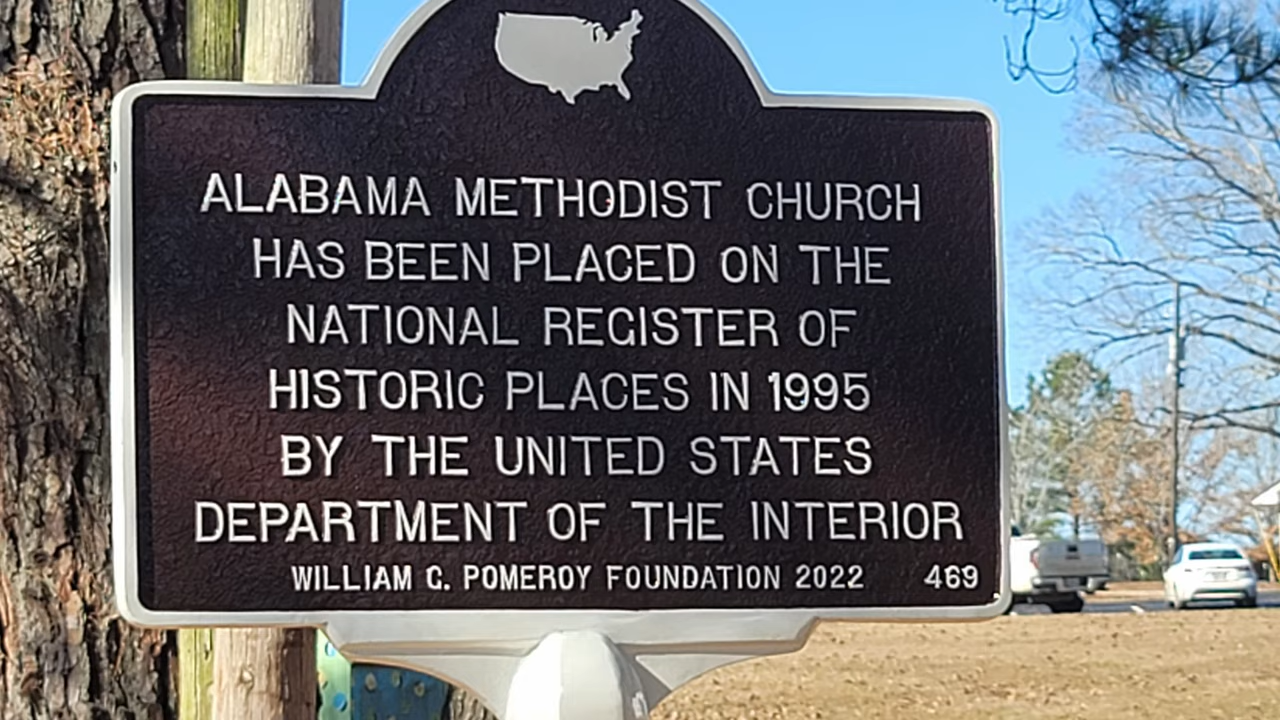 ALABAMA METHODIST CHURCH
HAS BEEN PLACED ON THE
NATIONAL REGISTER OF
HISTORIC PLACES IN 1995
BY THE UNITED STATES
DEPARTMENT OF THE INTERIOR
WILLIAM G. POMEROY FOUNDATION 2022 469